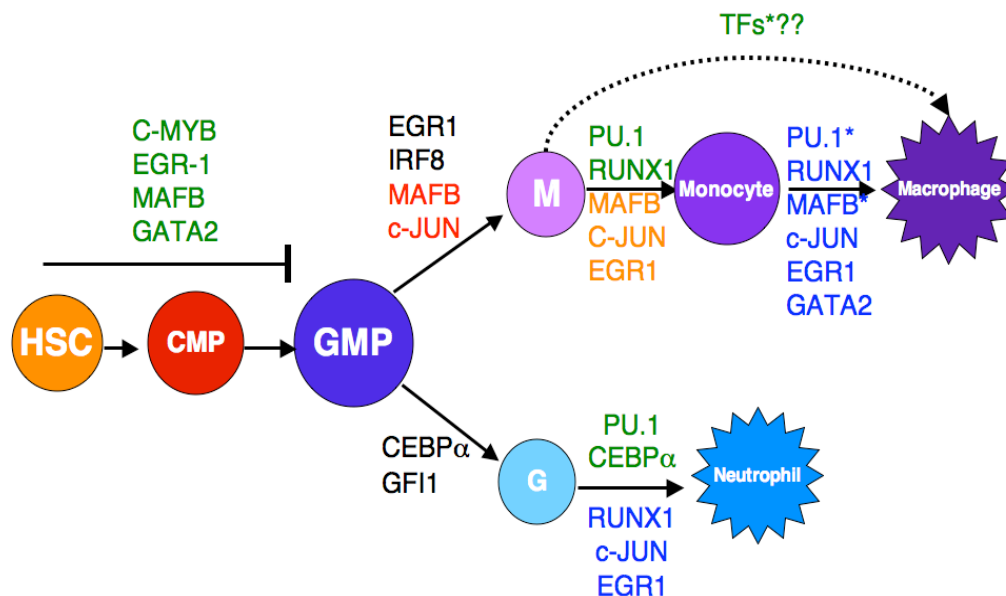 TFs*??
C-MYB
EGR-1
MAFB
GATA2
EGR1
IRF8
MAFB
c-JUN
M
PU.1
RUNX1
MAFB
C-JUN
EGR1
Monocyte
PU.1*
RUNX1
MAFB*
c-JUN
EGR1
GATA2
Macrophage
HSC
CMP
GMP
CEBPα
GFI1
G
PU.1
CEBPα
RUNX1
c-JUN
EGR1
Neutrophil